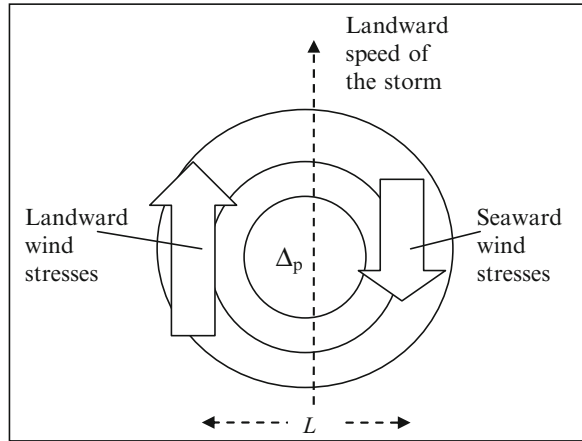 Landward
speed of
the storm
Landward
wind
stresses
Δp
Seaward
wind
stresses
L